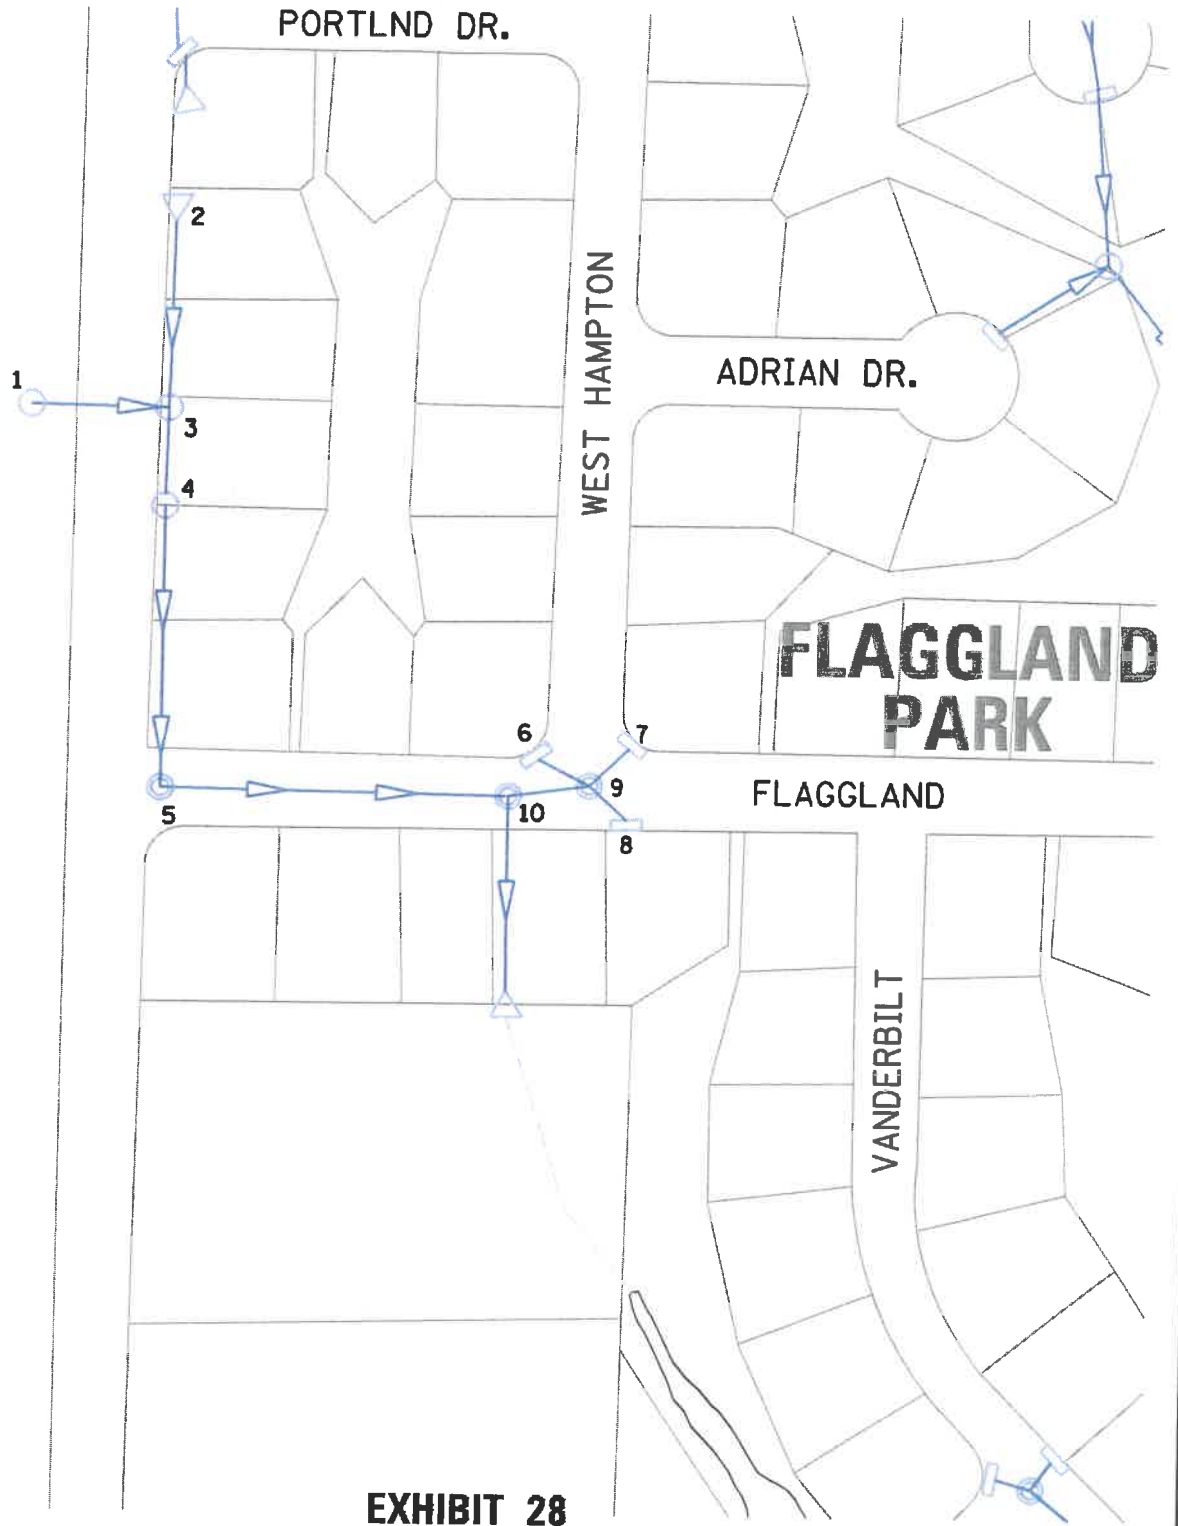 PORTLND DR.
2
WEST HAMPTON
1
ADRIAN DR.
3
4
FLAGGLAND
PARK
6
7
5
10
9
FLAGGLAND
8
VANDERBILT
EXHIBIT 28